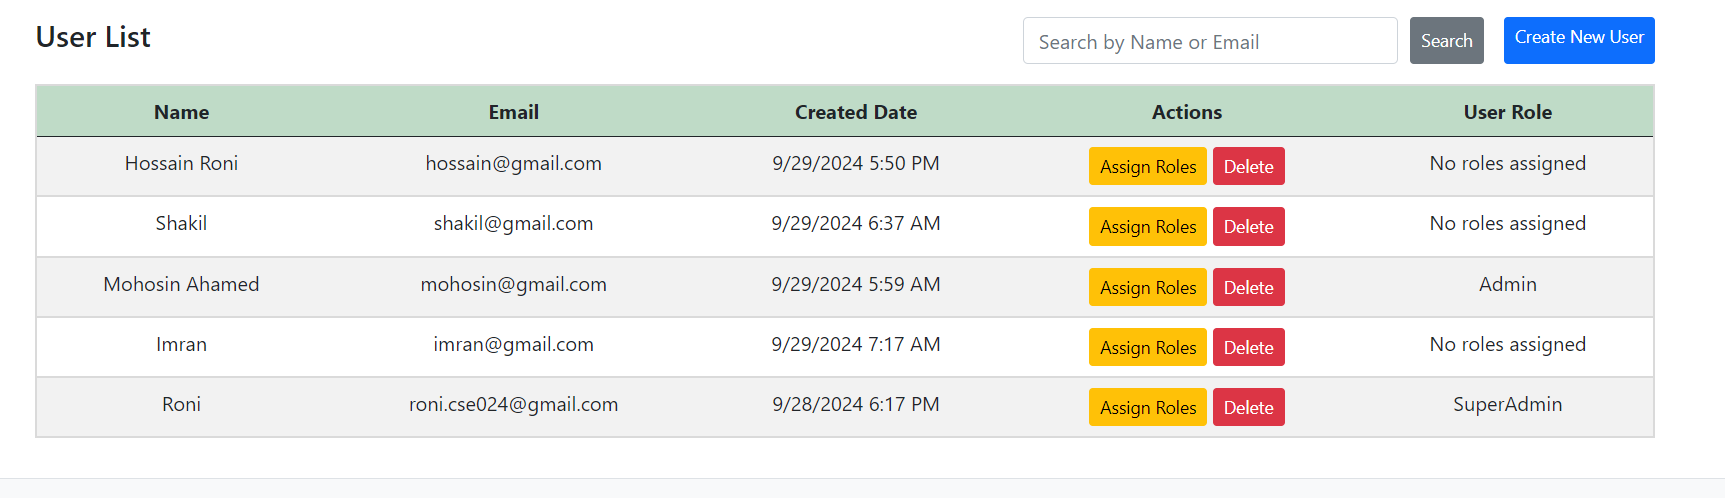 User List
Search by Name or Email Search Create New User
Name Email Created Date Actions User Role
Hossain Roni hossain@gmail.com 9/29/2024 5:50 PM Assign Roles Delete No roles assigned
Shakil shakil@gmail.com 9/29/2024 6:37 AM Assign Roles Delete No roles assigned
Mohosin Ahamed mohosin@gmail.com 9/29/2024 5:59 AM Assign Roles Delete Admin
Imran imran@gmail.com 9/29/2024 7:17 AM Assign Roles Delete No roles assigned
Roni roni.cse024@gmail.com 9/28/2024 6:17 PM Assign Roles Delete SuperAdmin